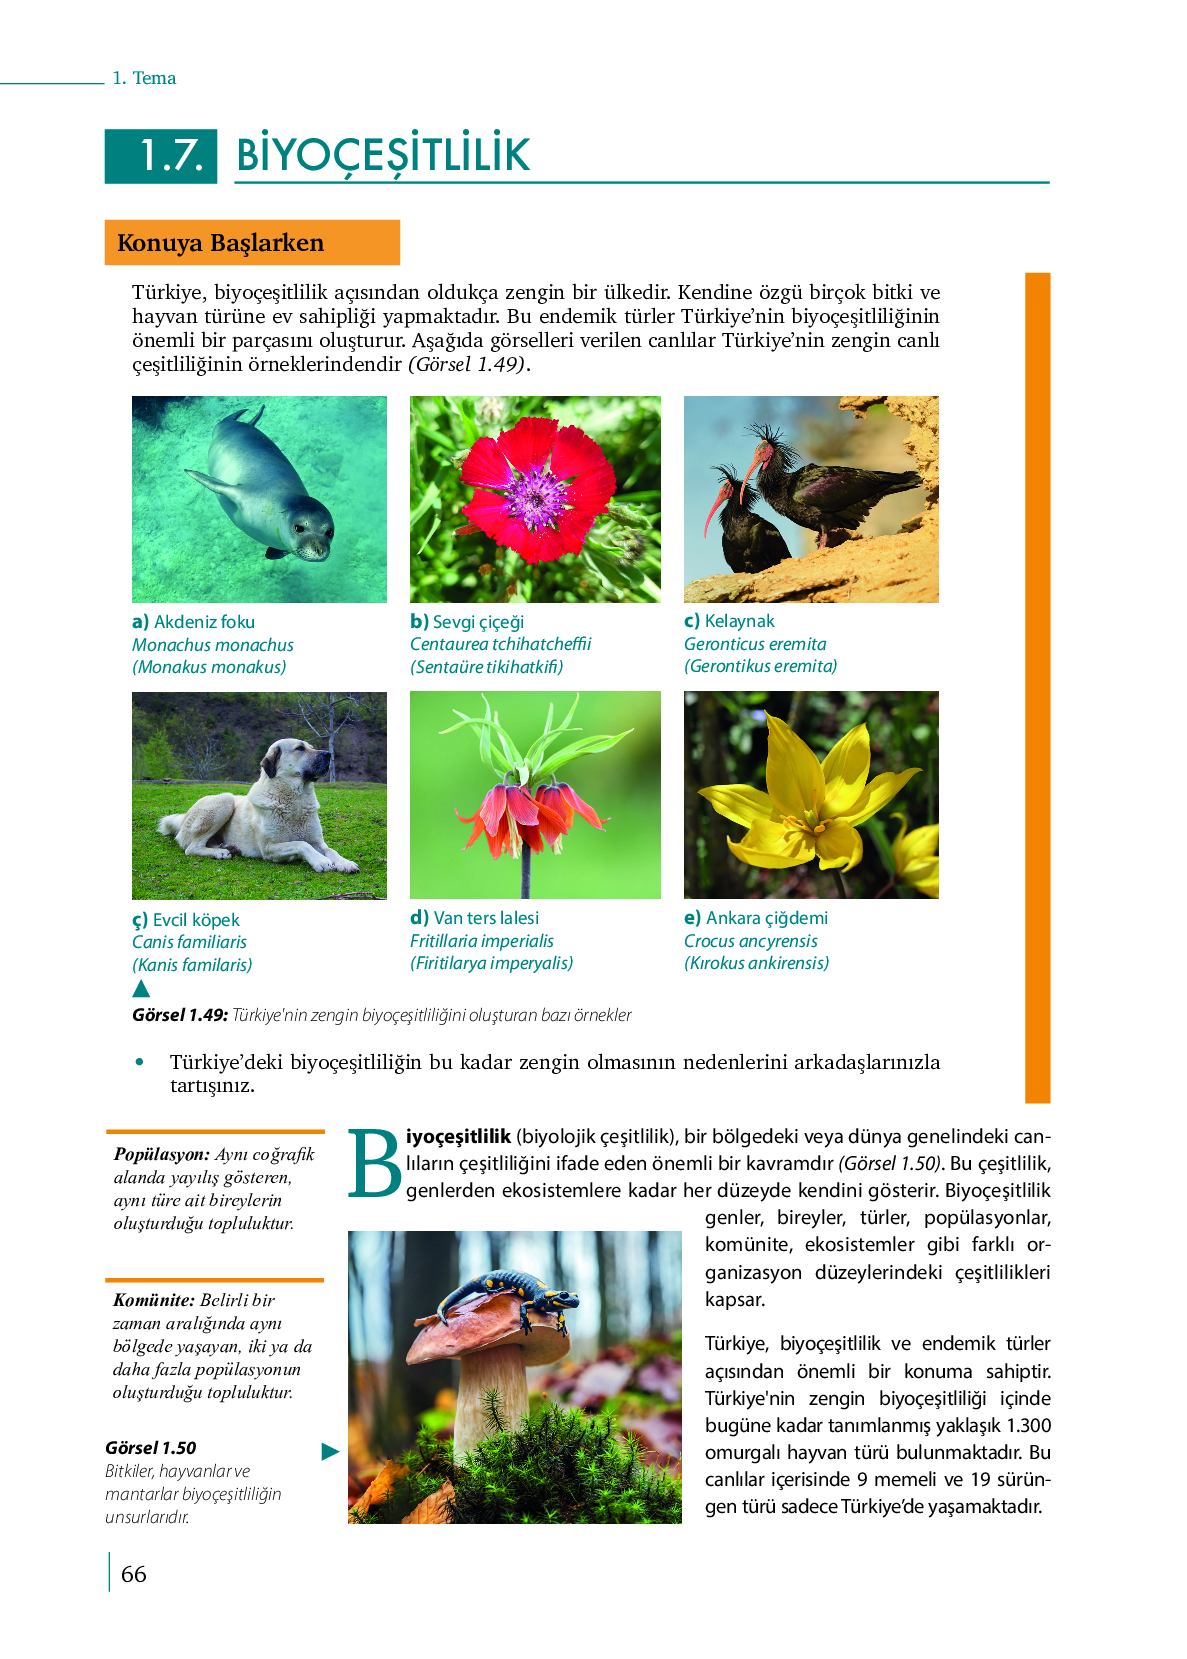 1. Tema
1.7. BİYOÇEŞİTLİLİK
Konuya Başlarken
Türkiye, biyoçeşitlilik açısından oldukça zengin bir ülkedir. Kendine özgü birçok bitki ve
hayvan türüne ev sahipliği yapmaktadır. Bu endemik türler Türkiye’nin biyoçeşitliliğinin
önemli bir parçasını oluşturur. Aşağıda görselleri verilen canlılar Türkiye’nin zengin canlı
çeşitliliğinin örneklerindendir (Görsel 1.49).
a) Akdeniz foku
Monachus monachus
(Monakus monakus)
b) Sevgi çiçeği
Centaurea tchihatcheffii
(Sentaüre tikihatkifi)
c) Kelaynak
Geronticus eremita
(Gerontikus eremita)
ç) Evcil köpek
Canis familiaris
(Kanis familaris)
d) Van ters lalesi
Fritillaria imperialis
(Firitilarya imperyalis)
e) Ankara çiğdemi
Crocus ancyrensis
(Kırokus ankirensis)
Görsel 1.49: Türkiye'nin zengin biyoçeşitliliğini oluşturan bazı örnekler
• Türkiye’deki biyoçeşitliliğin bu kadar zengin olmasının nedenlerini arkadaşlarınızla
tartışınız.
Popülasyon: Aynı coğrafik
alanda yayılış gösteren,
aynı türe ait bireylerin
oluşturduğu topluluktur.
Komünite: Belirli bir
zaman aralığında aynı
bölgede yaşayan, iki ya da
daha fazla popülasyonun
oluşturduğu topluluktur.
Görsel 1.50
Bitkiler, hayvanlar ve
mantarlar biyoçeşitliliğin
unsurlarıdır.
Biyoçeşitlilik (biyolojik çeşitlilik), bir bölgedeki veya dünya genelindeki can-
lıların çeşitliliğini ifade eden önemli bir kavramdır (Görsel 1.50). Bu çeşitlilik,
genlerden ekosistemlere kadar her düzeyde kendini gösterir. Biyoçeşitlilik
genler, bireyler, türler, popülasyonlar,
komünite, ekosistemler gibi farklı or-
ganizasyon düzeylerindeki çeşitlilikleri
kapsar.
Türkiye, biyoçeşitlilik ve endemik türler
açısından önemli bir konuma sahiptir.
Türkiye'nin zengin biyoçeşitliliği içinde
bugüne kadar tanımlanmış yaklaşık 1.300
omurgalı hayvan türü bulunmaktadır. Bu
canlılar içerisinde 9 memeli ve 19 sürün-
gen türü sadece Türkiye’de yaşamaktadır.
66